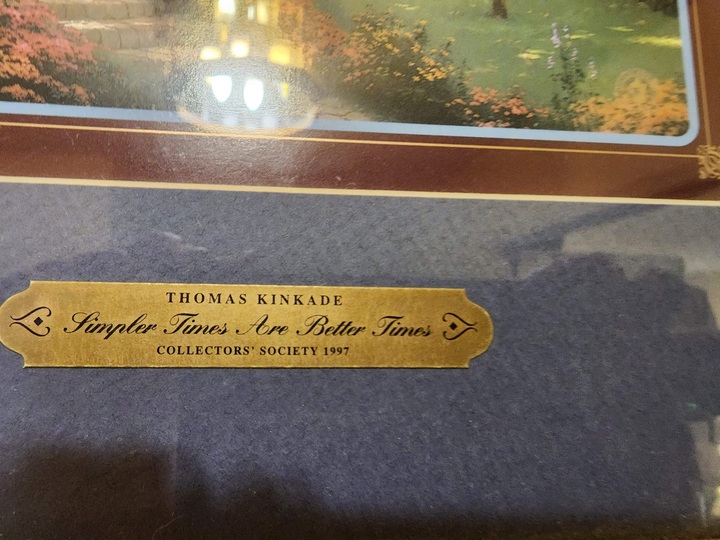 THOMAS KINKADE
Simpler Times Are Better Times
COLLECTORS' SOCIETY 1997